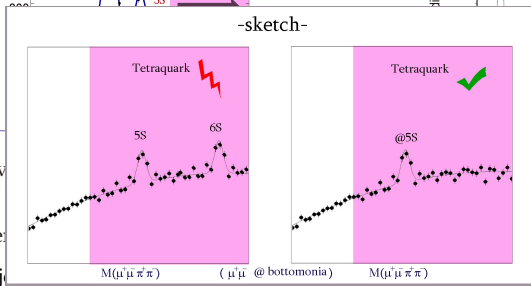 -sketch-
Tetraquark
5S
6S
M(μ⁺μ⁻π⁺π⁻)
(μ⁺μ⁻ @ bottomonia)
Tetraquark
@5S
M(μ⁺μ⁻π⁺π⁻)